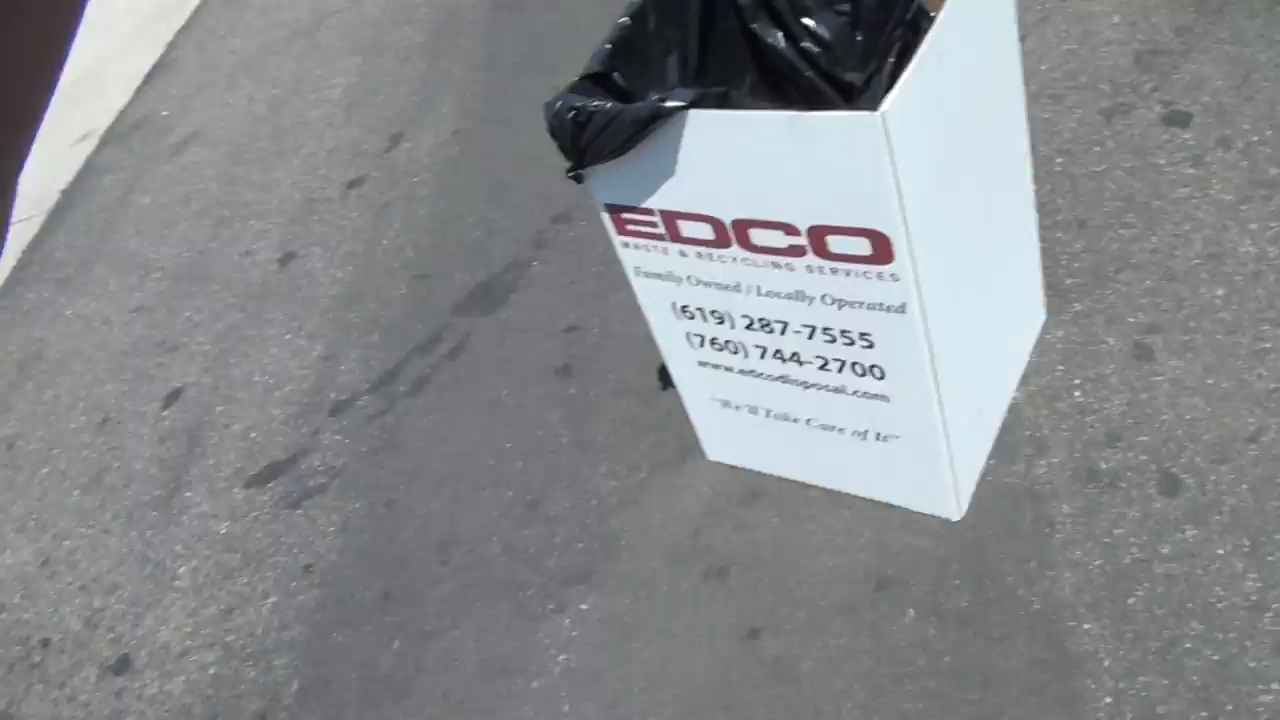 EDCO
WASTE & RECYCLING SERVICES
Family Owned / Locally Operated
(619) 287-7555
(760) 744-2700
www.edcodisposal.com
"We'll Take Care of It"